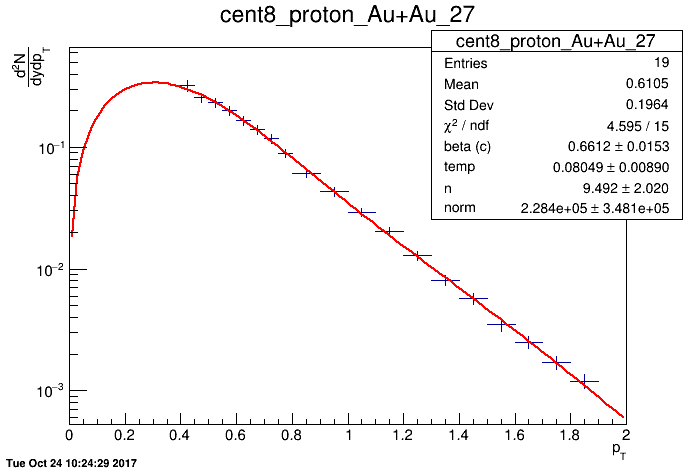 cent8_proton_Au+Au_27
d²N
dydp_T
cent8_proton_Au+Au_27
Entries 19
Mean 0.6105
Std Dev 0.1964
χ² / ndf 4.595 / 15
beta (c) 0.6612 ± 0.0153
temp 0.08049 ± 0.00890
n 9.492 ± 2.020
norm 2.284e+05 ± 3.481e+05
10⁻¹
10⁻²
10⁻³
0 0.2 0.4 0.6 0.8 1 1.2 1.4 1.6 1.8 2
p_T
Tue Oct 24 10:24:29 2017